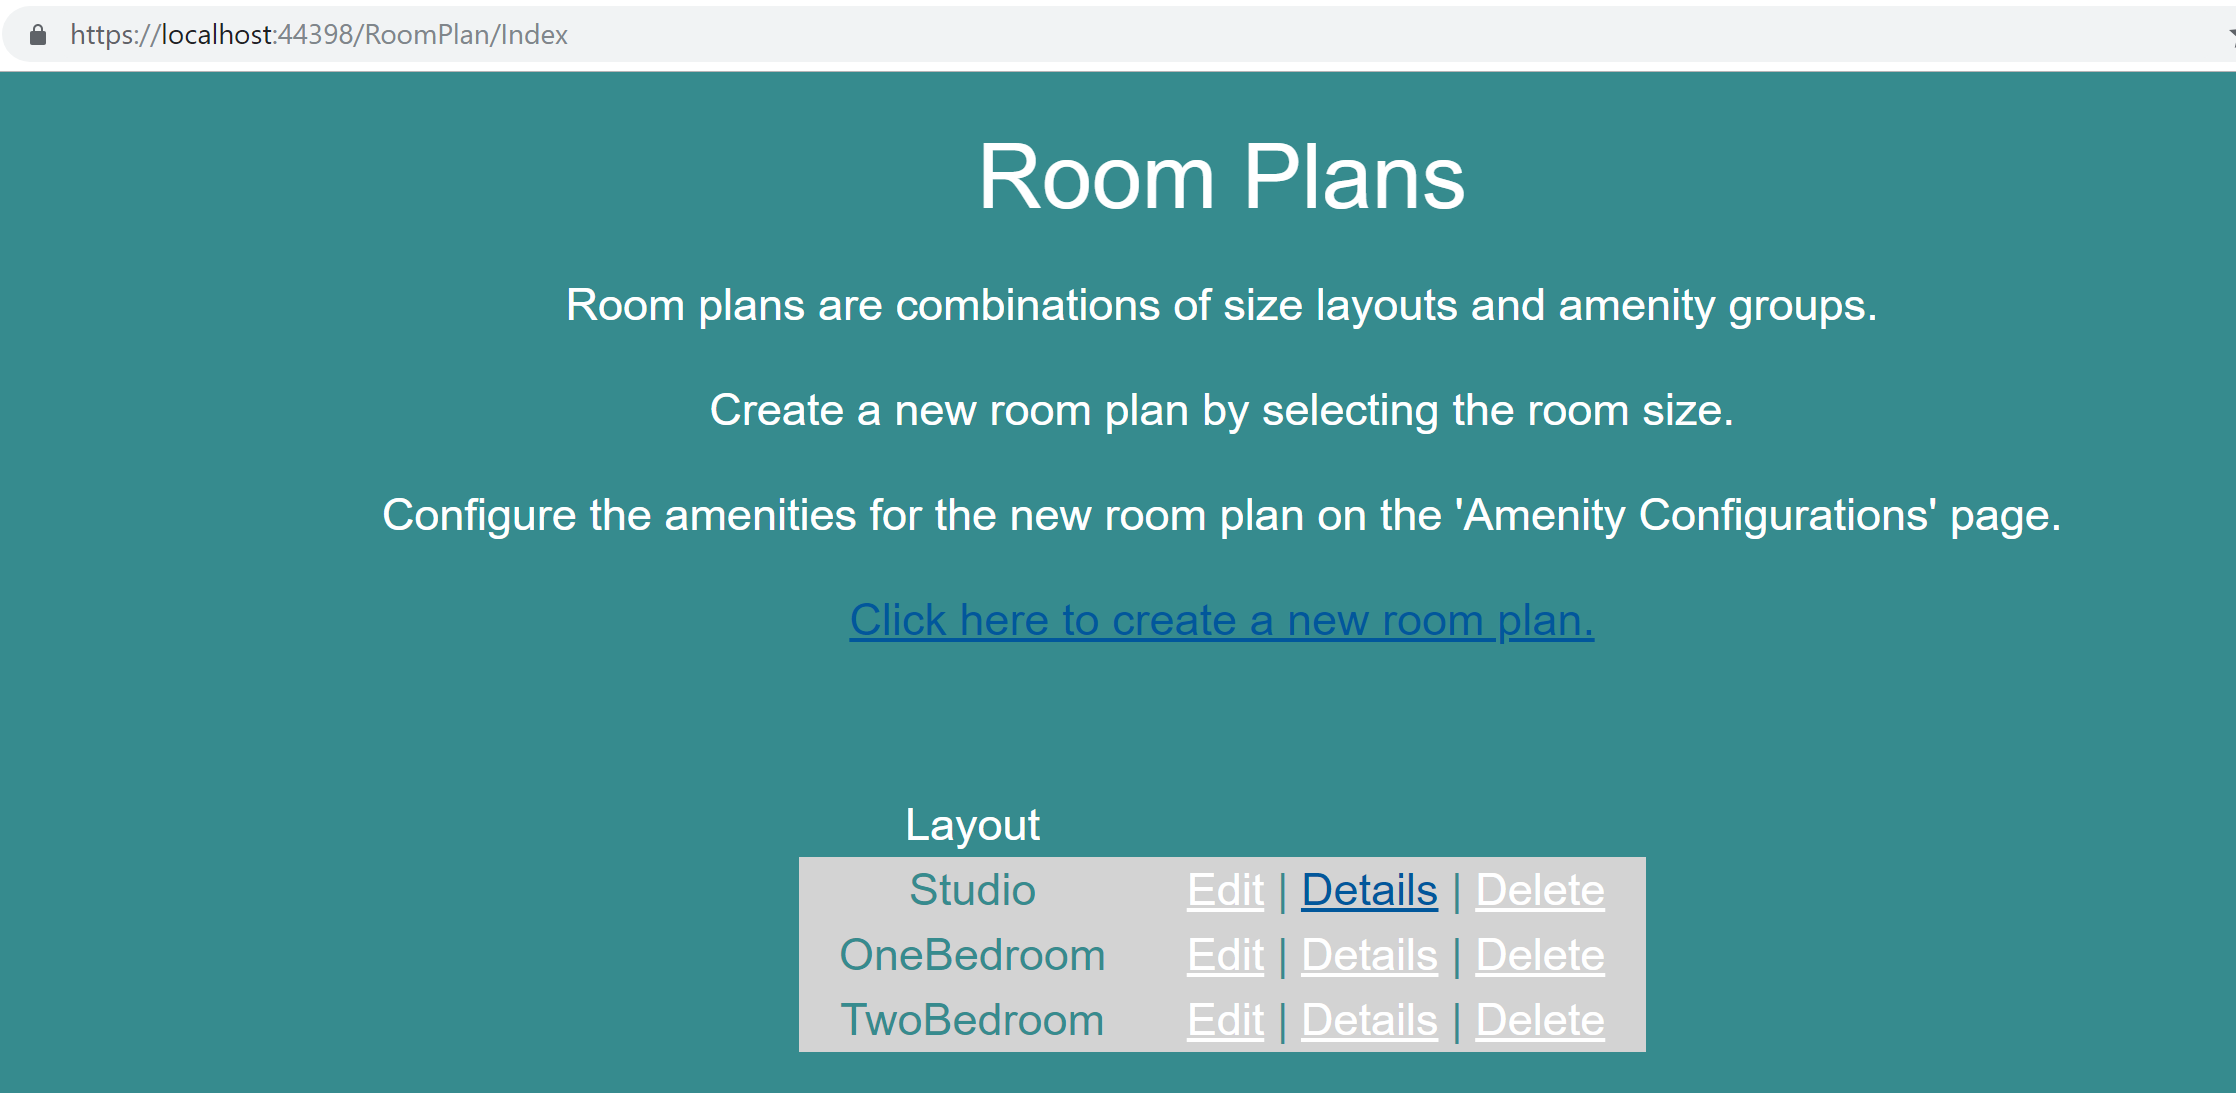 https://localhost:44398/RoomPlan/Index
Room Plans
Room plans are combinations of size layouts and amenity groups.
Create a new room plan by selecting the room size.
Configure the amenities for the new room plan on the 'Amenity Configurations' page.
Click here to create a new room plan.
Layout
Studio Edit | Details | Delete
OneBedroom Edit | Details | Delete
TwoBedroom Edit | Details | Delete